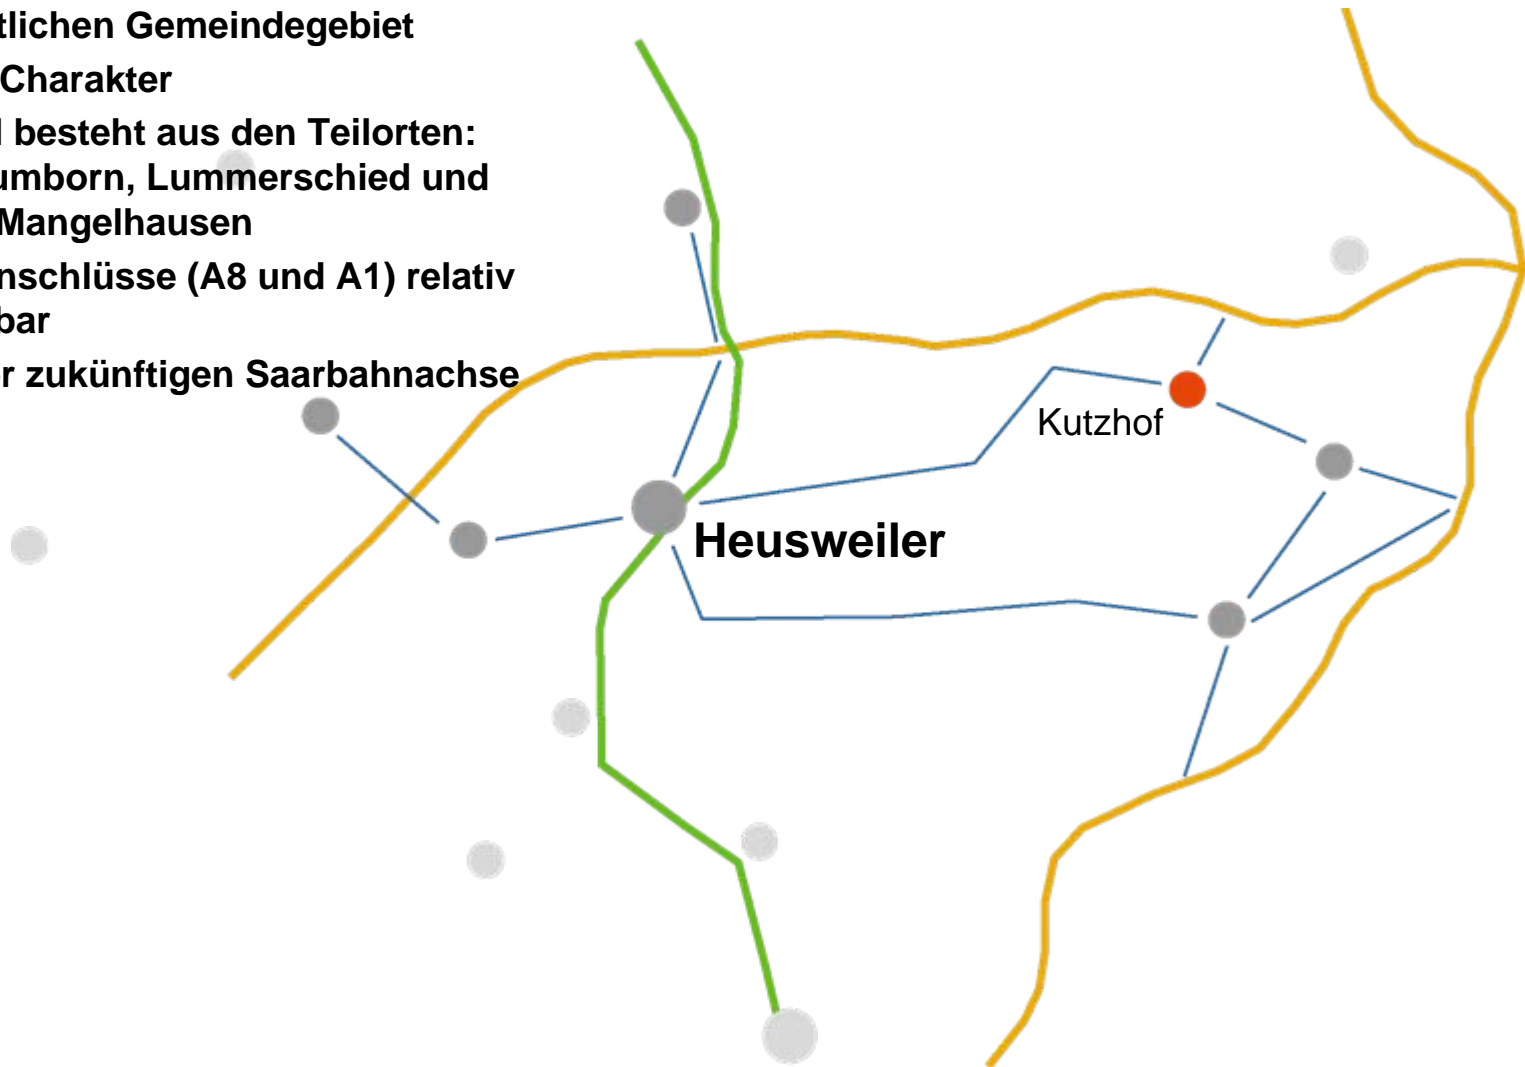 tlichen Gemeindegebiet
Charakter
besteht aus den Teilorten:
umborn, Lummerschied und
Mangelhausen
nschlüsse (A8 und A1) relativ
bar
r zukünftigen Saarbahnachse
Kutzhof
Heusweiler